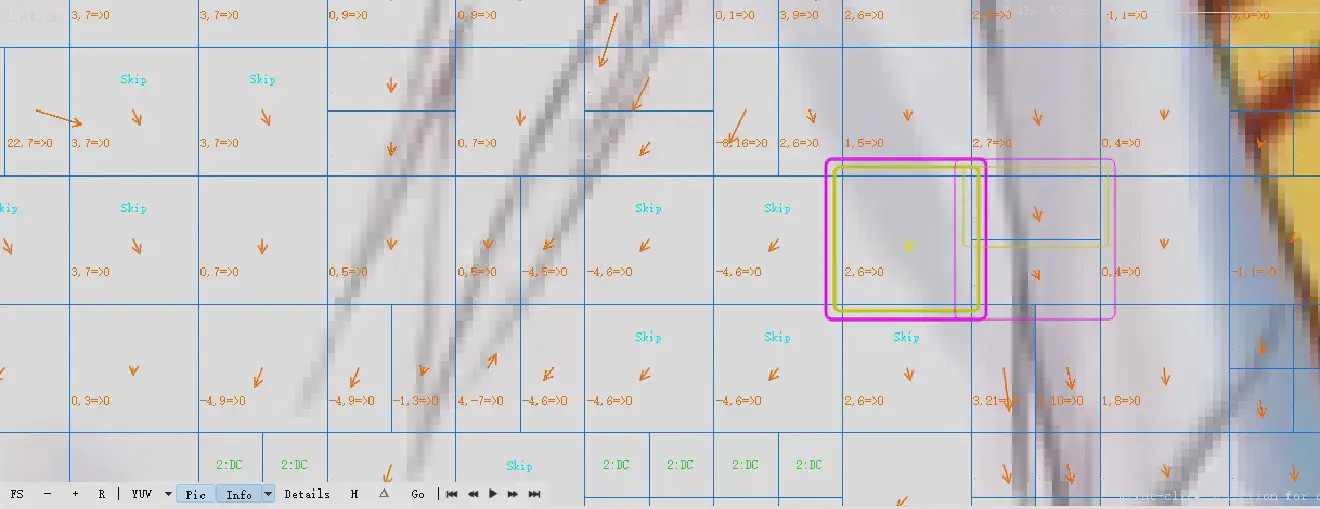 3,7=>0 3,7=>0 0,9=>0 0,9=>0 0,1=>0 3,9=>0 2,6=>0 1,1=>0
Skip Skip
22,7=>0 3,7=>0 3,7=>0 0,7=>0 2,6=>0 1,5=>0 2,7=>0 0,4=>0
Skip Skip Skip
3,7=>0 0,7=>0 0,5=>0 0,5=>0 -4,5=>0 -4,6=>0 -4,6=>0 2,6=>0 0,4=>0 -1,1=>0
Skip Skip Skip
0,3=>0 -4,9=>0 -4,9=>0 -1,3=>0 4,-7=>0 -4,6=>0 -4,6=>0 -4,6=>0 2,6=>0 3,21=>0 1,8=>0
2:DC 2:DC Skip 2:DC 2:DC 2:DC 2:DC
FS − + R YUV Pic Info Details M Go